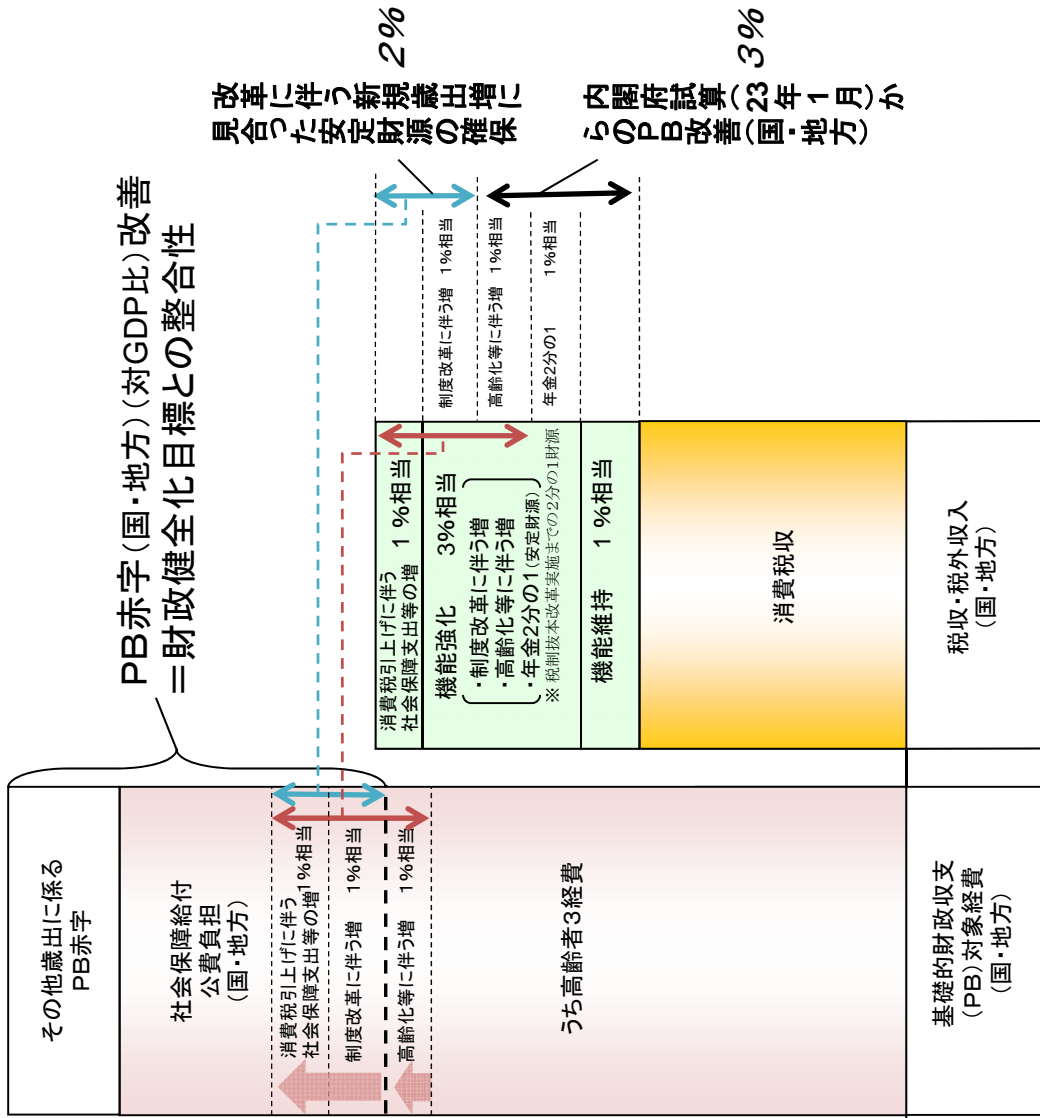 PB赤字(国・地方)(対GDP比)改善
＝財政健全化目標との整合性
その他歳出に係る
PB赤字
社会保障給付
公費負担
(国・地方)
消費税引上げに伴う
社会保障支出等の増
1%相当
制度改革に伴う増 1%相当
高齢化等に伴う増 1%相当
うち高齢者3経費
基礎的財政収支
(PB)対象経費
(国・地方)
消費税引上げに伴う
社会保障支出等の増 1%相当
機能強化 3%相当
・制度改革に伴う増
・高齢化等に伴う増
・年金2分の1(安定財源)
※税制抜本改革実施までの2分の1財源
機能維持 1%相当
消費税収
税収・税外収入
(国・地方)
制度改革に伴う増 1%相当
高齢化等に伴う増 1%相当
年金2分の1 1%相当
改革に伴う新規歳出増に
見合った安定財源の確保
2%
内閣府試算(23年1月)か
らのPB改善(国・地方)
3%